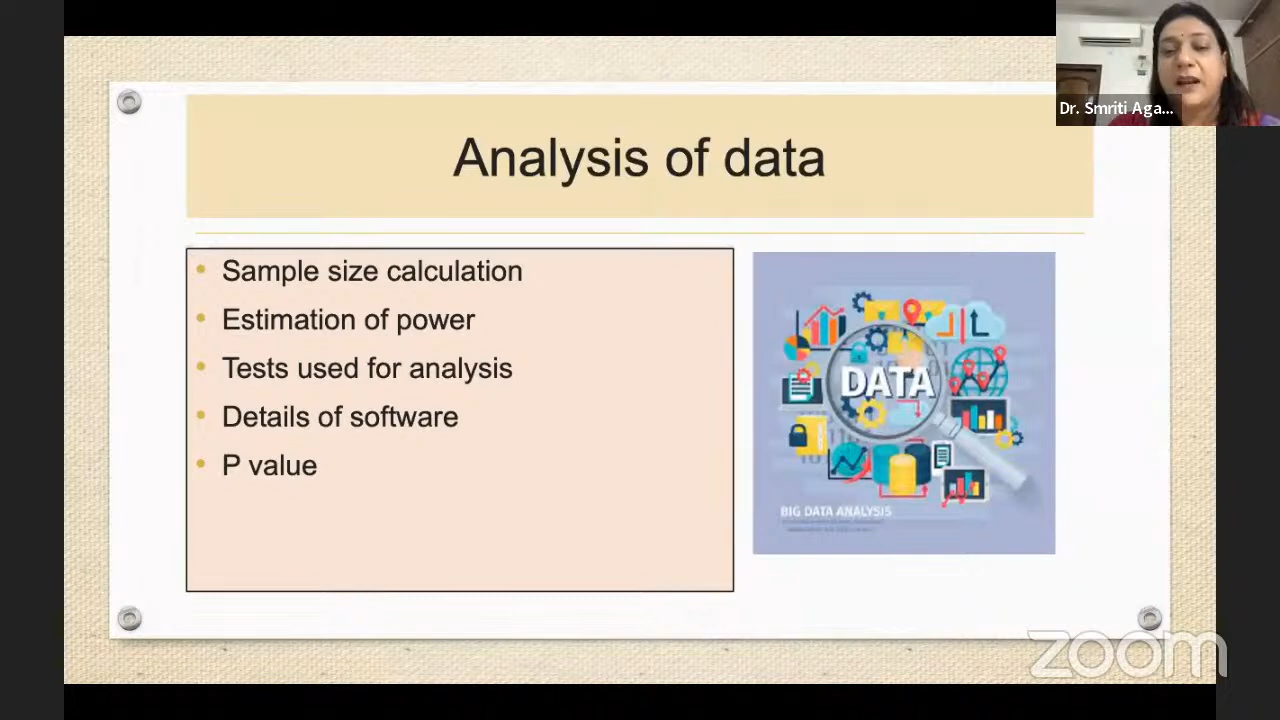 Dr. Smriti Aga...
Analysis of data
Sample size calculation
Estimation of power
Tests used for analysis
Details of software
P value
DATA
BIG DATA ANALYSIS
zoom